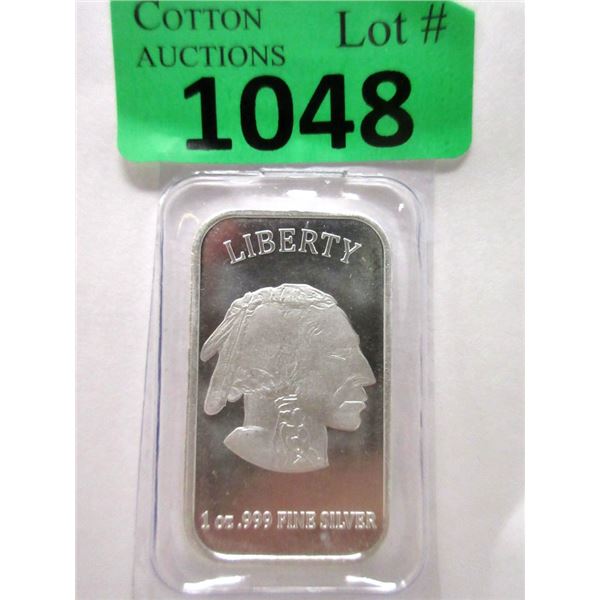 COTTON Lot #
AUCTIONS
1048
LIBERTY
1 oz .999 FINE SILVER